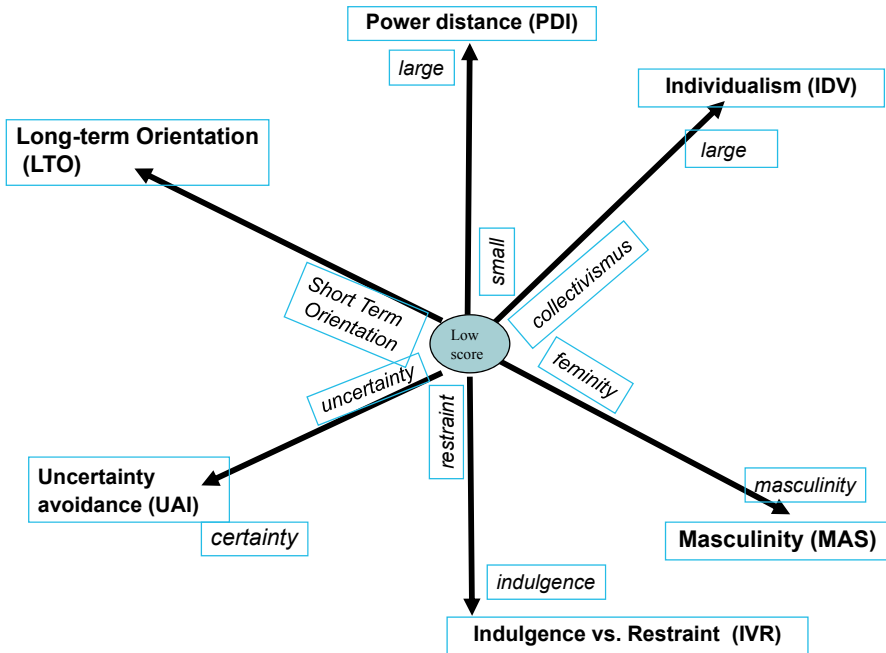 Power distance (PDI)
large
Individualism (IDV)
large
Long-term Orientation
(LTO)
small
collectivismus
Short Term
Orientation
Low
score
feminity
uncertainty
restraint
Uncertainty
avoidance (UAI)
certainty
masculinity
Masculinity (MAS)
indulgence
Indulgence vs. Restraint (IVR)